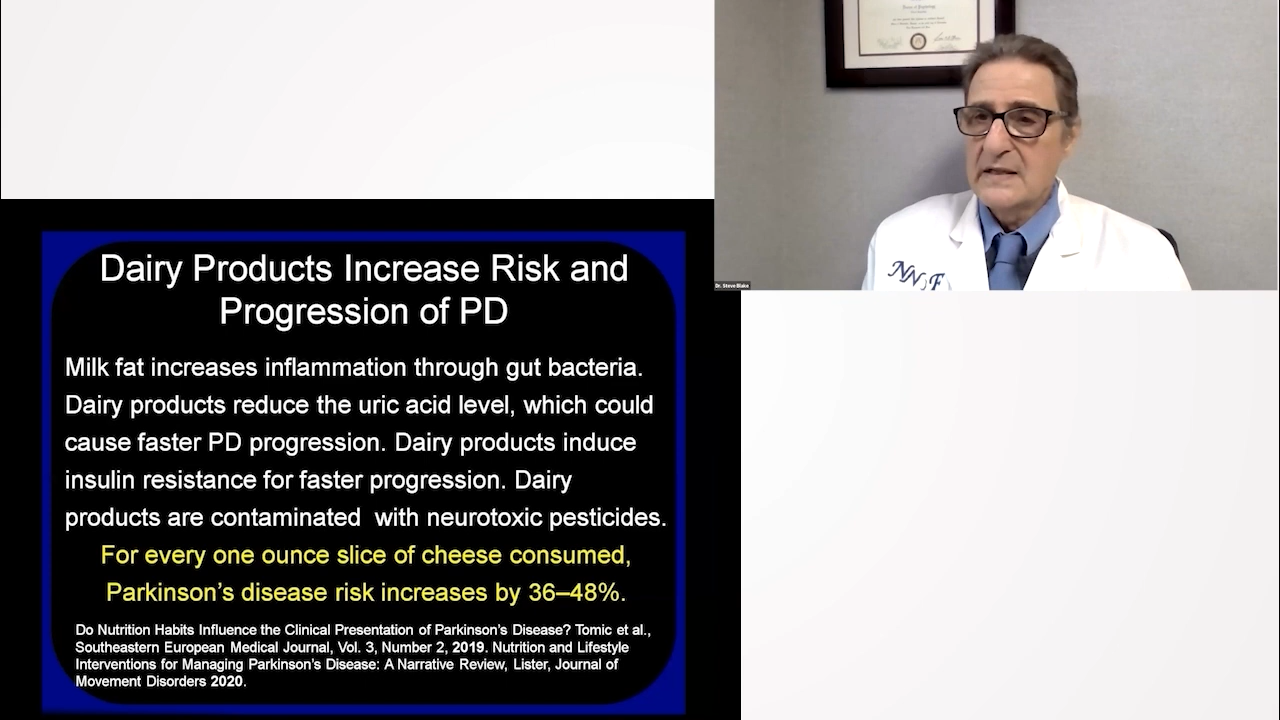 Dairy Products Increase Risk and
Progression of PD
Milk fat increases inflammation through gut bacteria.
Dairy products reduce the uric acid level, which could
cause faster PD progression. Dairy products induce
insulin resistance for faster progression. Dairy
products are contaminated with neurotoxic pesticides.
For every one ounce slice of cheese consumed,
Parkinson's disease risk increases by 36–48%.
Do Nutrition Habits Influence the Clinical Presentation of Parkinson's Disease? Tomic et al.,
Southeastern European Medical Journal, Vol. 3, Number 2, 2019. Nutrition and Lifestyle
Interventions for Managing Parkinson's Disease: A Narrative Review, Lister, Journal of
Movement Disorders 2020.
Dr. Steve Blake